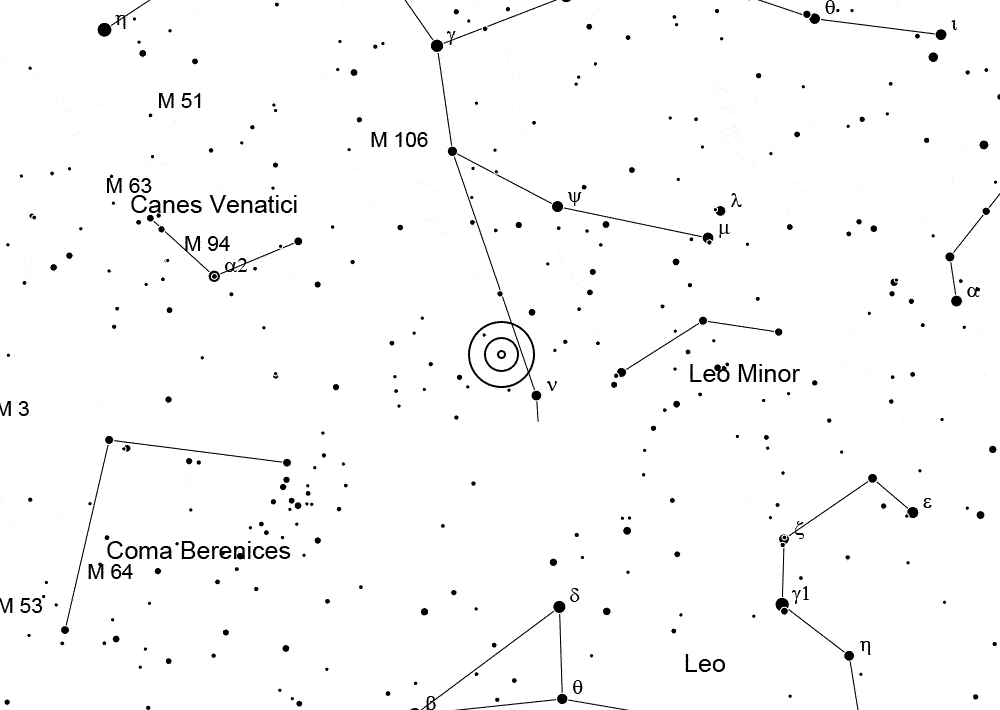 η
γ
θ
ι
M 51
M 106
M 63
Canes Venatici
ψ
λ
μ
M 94
α2
α
Leo Minor
ν
M 3
ε
ζ
Coma Berenices
M 64
M 53
δ
γ1
η
Leo
θ
β